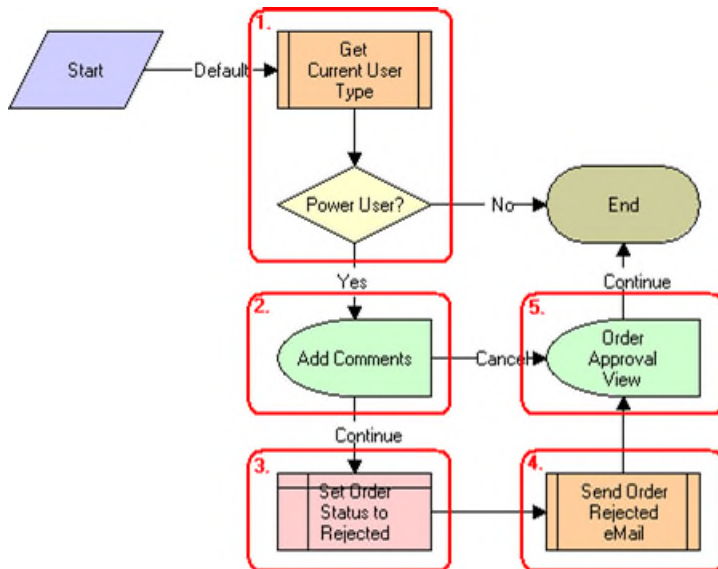 1.
Get
Current User
Type
Start
Default
Power User?
No
End
Yes
Continue
2.
Add Comments
Cancel
5.
Order
Approval
View
Continue
3.
Set Order
Status to
Rejected
4.
Send Order
Rejected
eMail